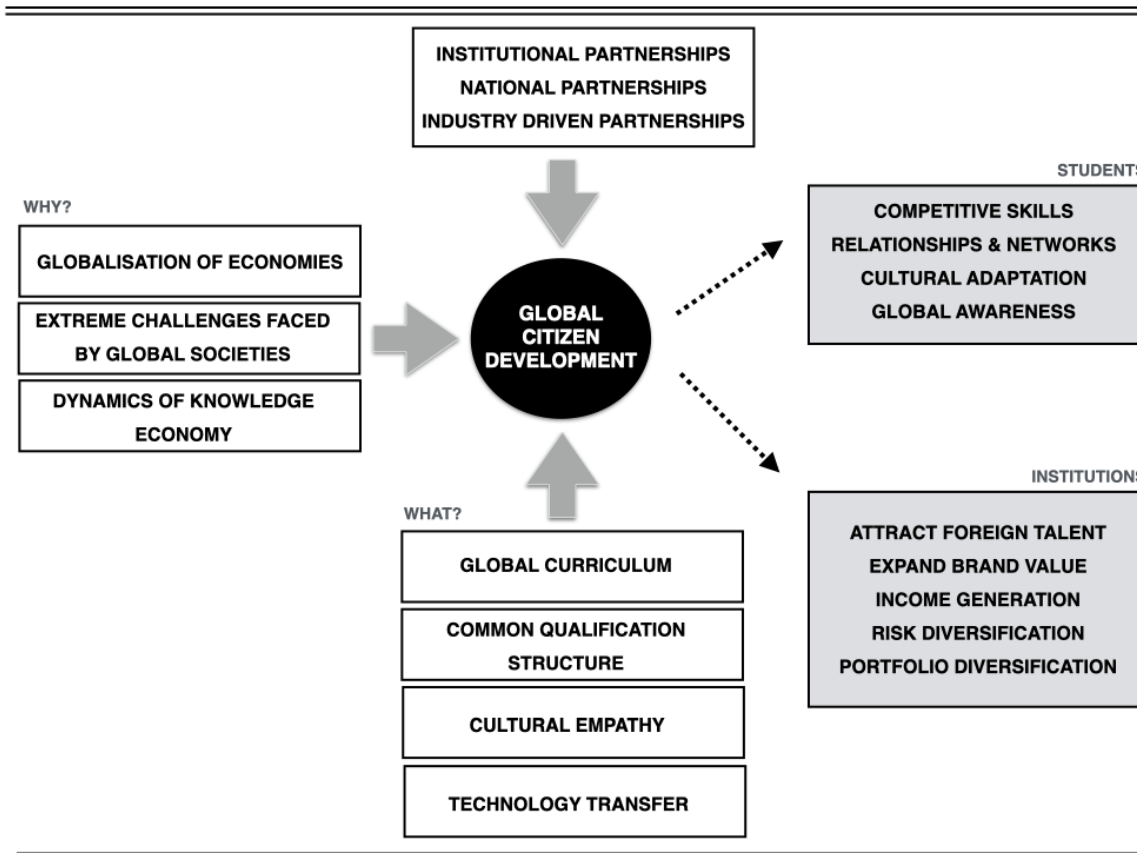 INSTITUTIONAL PARTNERSHIPS
NATIONAL PARTNERSHIPS
INDUSTRY DRIVEN PARTNERSHIPS
WHY?
GLOBALISATION OF ECONOMIES
EXTREME CHALLENGES FACED
BY GLOBAL SOCIETIES
DYNAMICS OF KNOWLEDGE
ECONOMY
GLOBAL
CITIZEN
DEVELOPMENT
WHAT?
GLOBAL CURRICULUM
COMMON QUALIFICATION
STRUCTURE
CULTURAL EMPATHY
TECHNOLOGY TRANSFER
STUDENTS
COMPETITIVE SKILLS
RELATIONSHIPS & NETWORKS
CULTURAL ADAPTATION
GLOBAL AWARENESS
INSTITUTIONS
ATTRACT FOREIGN TALENT
EXPAND BRAND VALUE
INCOME GENERATION
RISK DIVERSIFICATION
PORTFOLIO DIVERSIFICATION